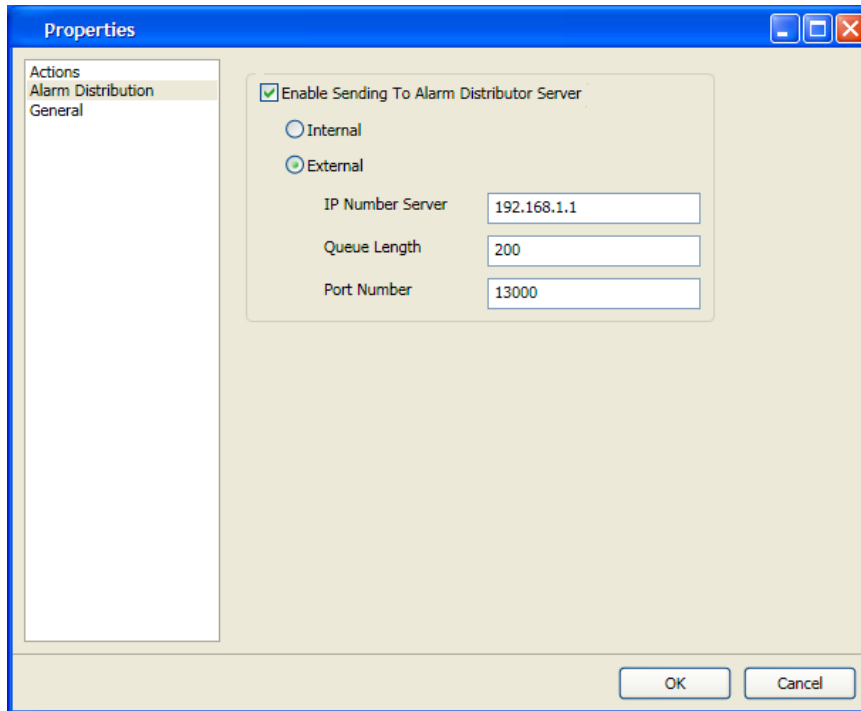 Properties
Actions
Alarm Distribution
General
Enable Sending To Alarm Distributor Server
Internal
External
IP Number Server
192.168.1.1
Queue Length
200
Port Number
13000
OK
Cancel